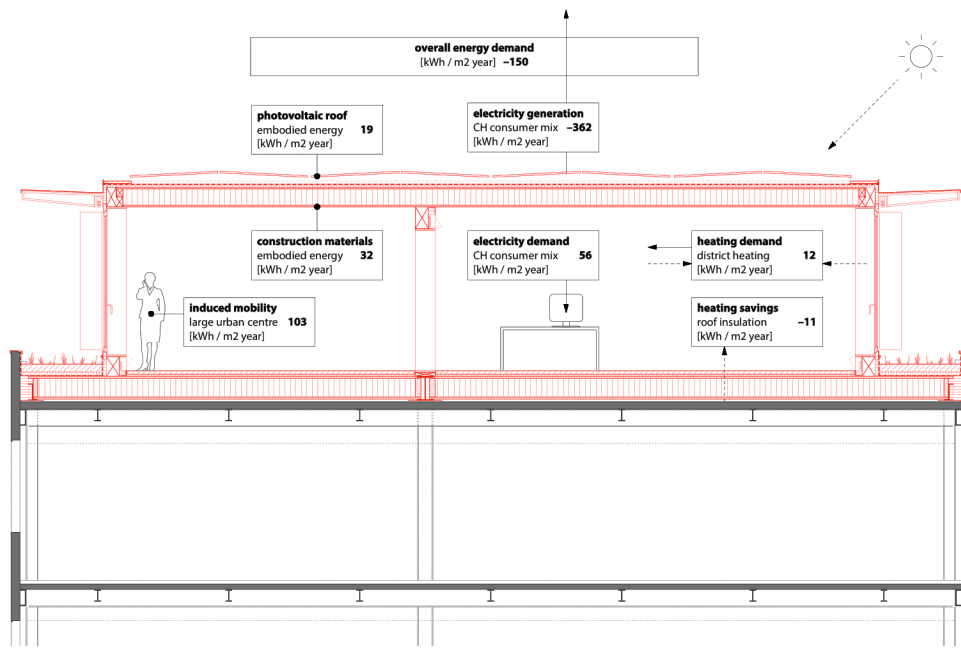 overall energy demand
[kWh / m2 year] –150
photovoltaic roof
embodied energy 19
[kWh / m2 year]
electricity generation
CH consumer mix –362
[kWh / m2 year]
construction materials
embodied energy 32
[kWh / m2 year]
electricity demand
CH consumer mix 56
[kWh / m2 year]
heating demand
district heating 12
[kWh / m2 year]
induced mobility
large urban centre 103
[kWh / m2 year]
heating savings
roof insulation –11
[kWh / m2 year]